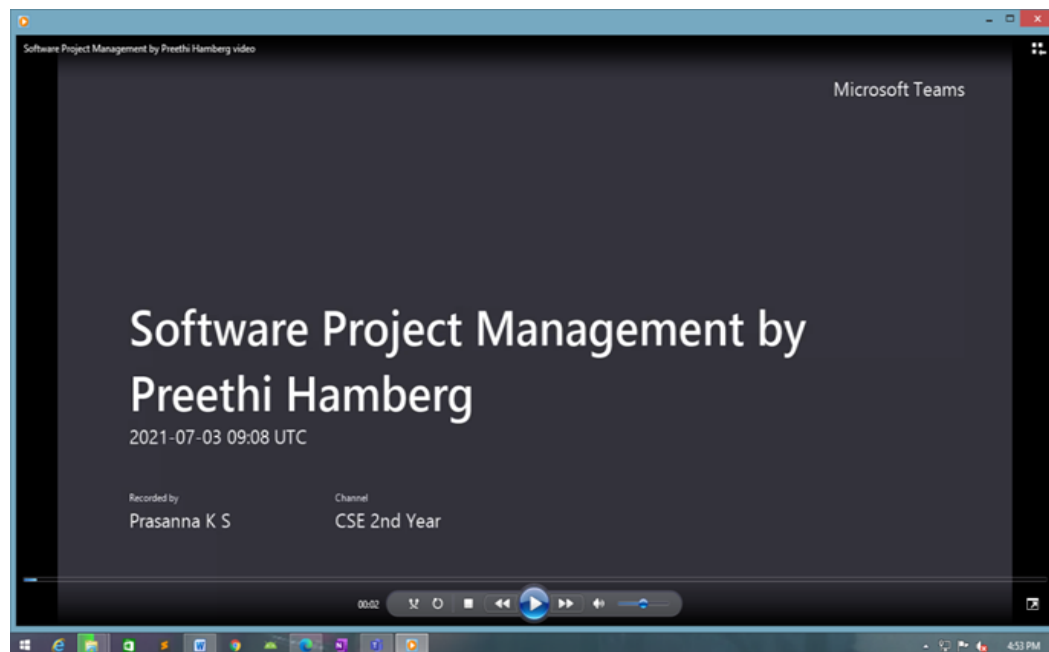 Software Project Management by Preethi Hamberg video
Microsoft Teams
Software Project Management by
Preethi Hamberg
2021-07-03 09:08 UTC
Recorded by
Channel
Prasanna K S
CSE 2nd Year
00:02
4:53 PM